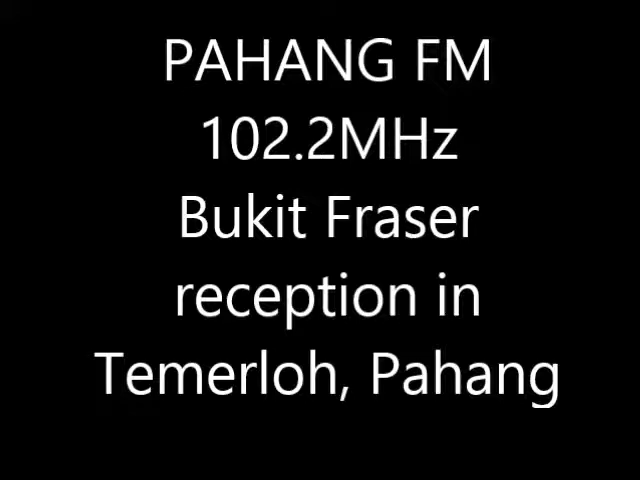 PAHANG FM
102.2MHz
Bukit Fraser
reception in
Temerloh, Pahang